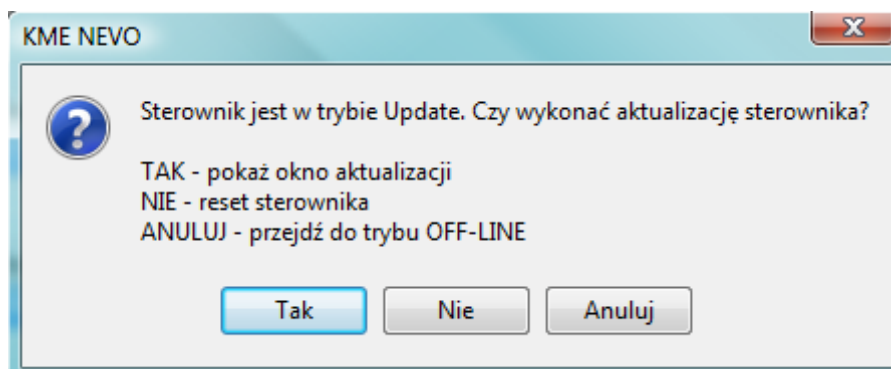 KME NEVO
Sterownik jest w trybie Update. Czy wykonać aktualizację sterownika?
TAK - pokaż okno aktualizacji
NIE - reset sterownika
ANULUJ - przejdź do trybu OFF-LINE
Tak Nie Anuluj